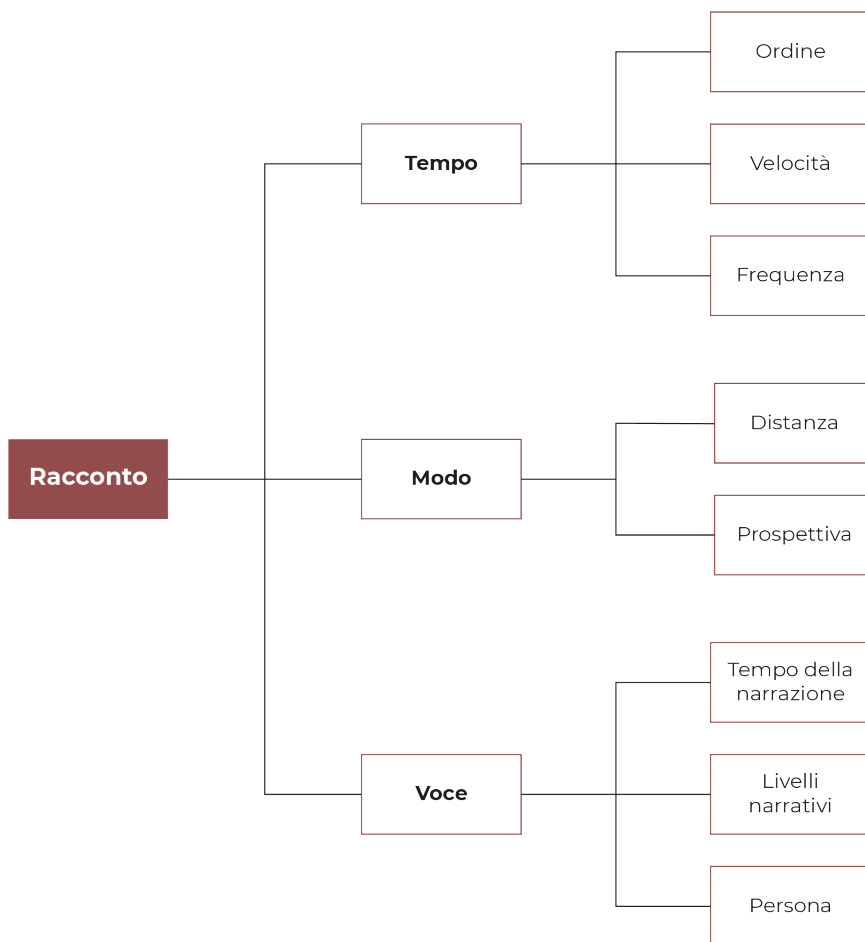 Racconto
Tempo
Ordine
Velocità
Frequenza
Modo
Distanza
Prospettiva
Voce
Tempo della
narrazione
Livelli
narrativi
Persona